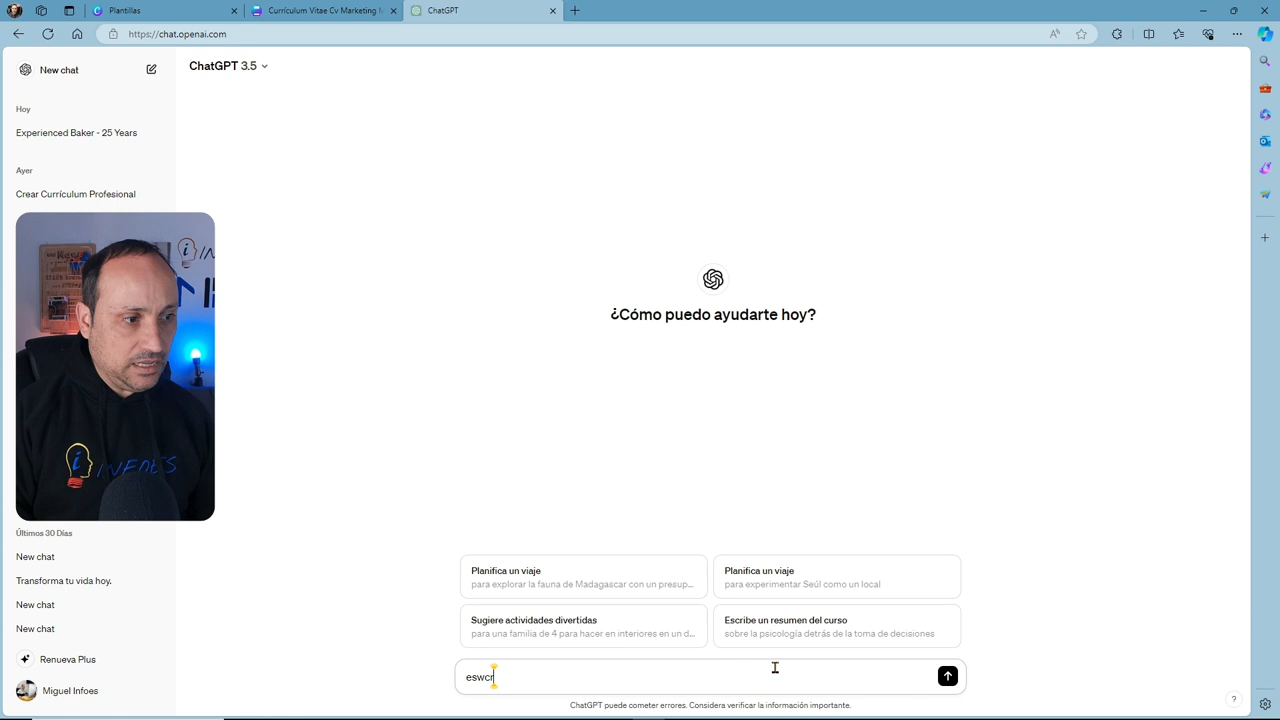 Plantillas
Currículum Vitae Cv Marketing
ChatGPT
https://chat.openai.com
New chat
ChatGPT 3.5
Hoy
Experienced Baker - 25 Years
Ayer
Crear Currículum Profesional
INFOES
Últimos 30 Días
New chat
Transforma tu vida hoy.
New chat
New chat
Renueva Plus
Miguel Infoes
¿Cómo puedo ayudarte hoy?
Planifica un viaje
para explorar la fauna de Madagascar con un presup...
Planifica un viaje
para experimentar Seúl como un local
Sugiere actividades divertidas
para una familia de 4 para hacer en interiores en un d...
Escribe un resumen del curso
sobre la psicología detrás de la toma de decisiones
eswcr
ChatGPT puede cometer errores. Considera verificar la información importante.
?